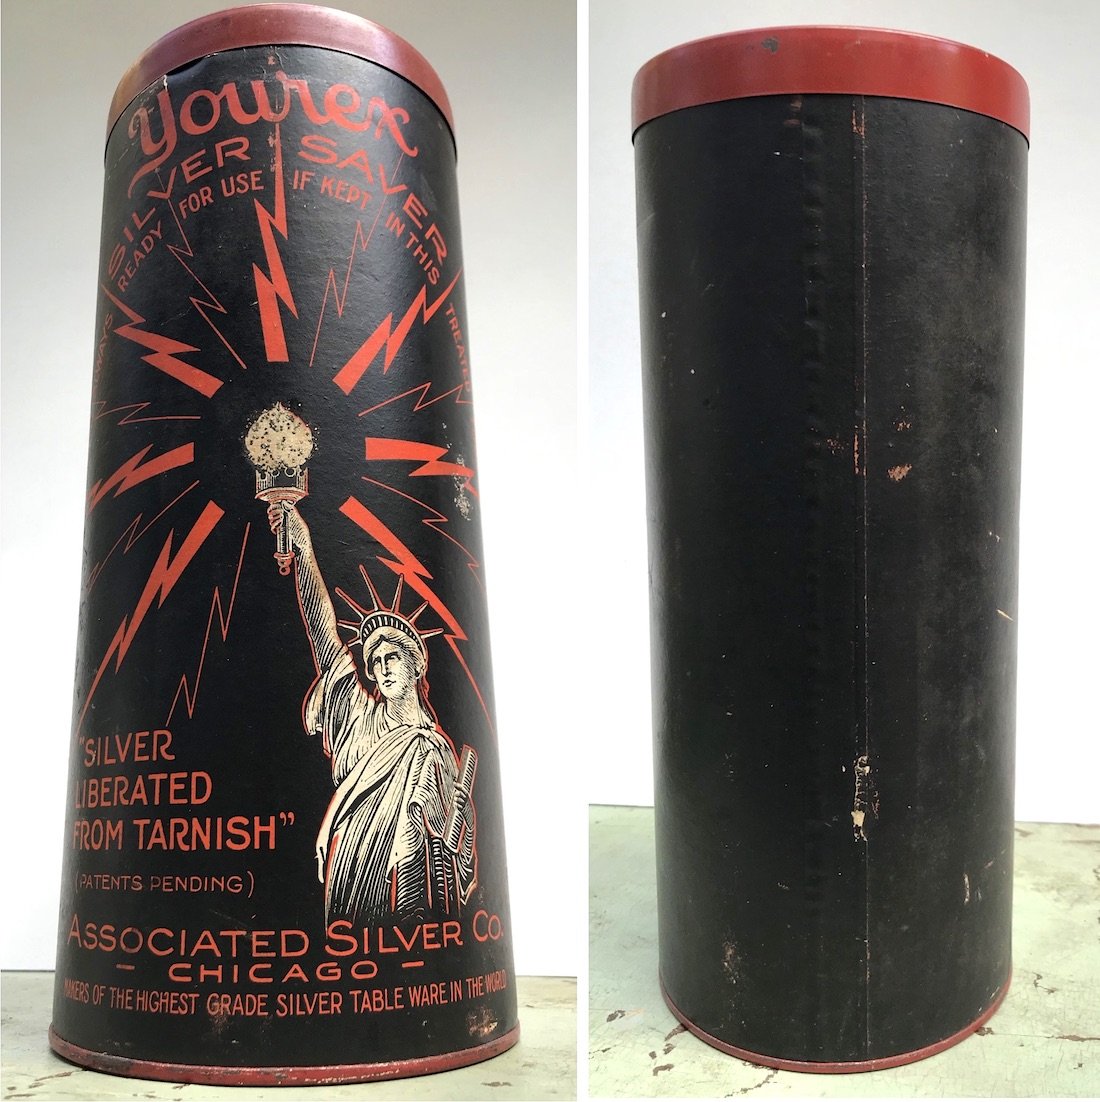 Yourex
SILVER SAVER
ALWAYS READY FOR USE IF KEPT IN THIS TREATED
"SILVER
LIBERATED
FROM TARNISH"
(PATENTS PENDING)
ASSOCIATED SILVER CO.
- CHICAGO -
MAKERS OF THE HIGHEST GRADE SILVER TABLE WARE IN THE WORLD